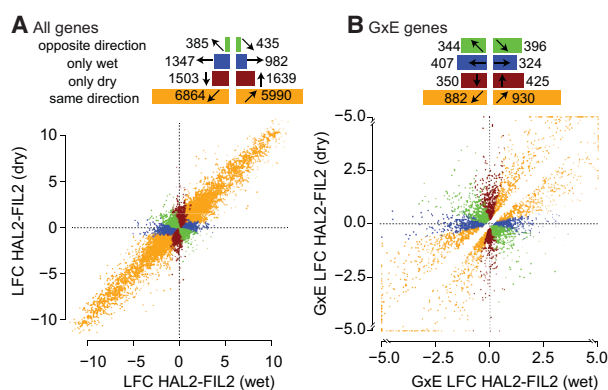 A All genes
opposite direction 385 435
only wet 1347 982
only dry 1503 1639
same direction 6864 5990
LFC HAL2-FIL2 (dry)
10
5
0
−5
−10
−10 −5 0 5 10
LFC HAL2-FIL2 (wet)
B GxE genes
344 396
407 324
350 425
882 930
GxE LFC HAL2-FIL2 (dry)
−5.0
2.5
0.0
−2.5
−5.0
−5.0 −2.5 0.0 2.5 5.0
GxE LFC HAL2-FIL2 (wet)